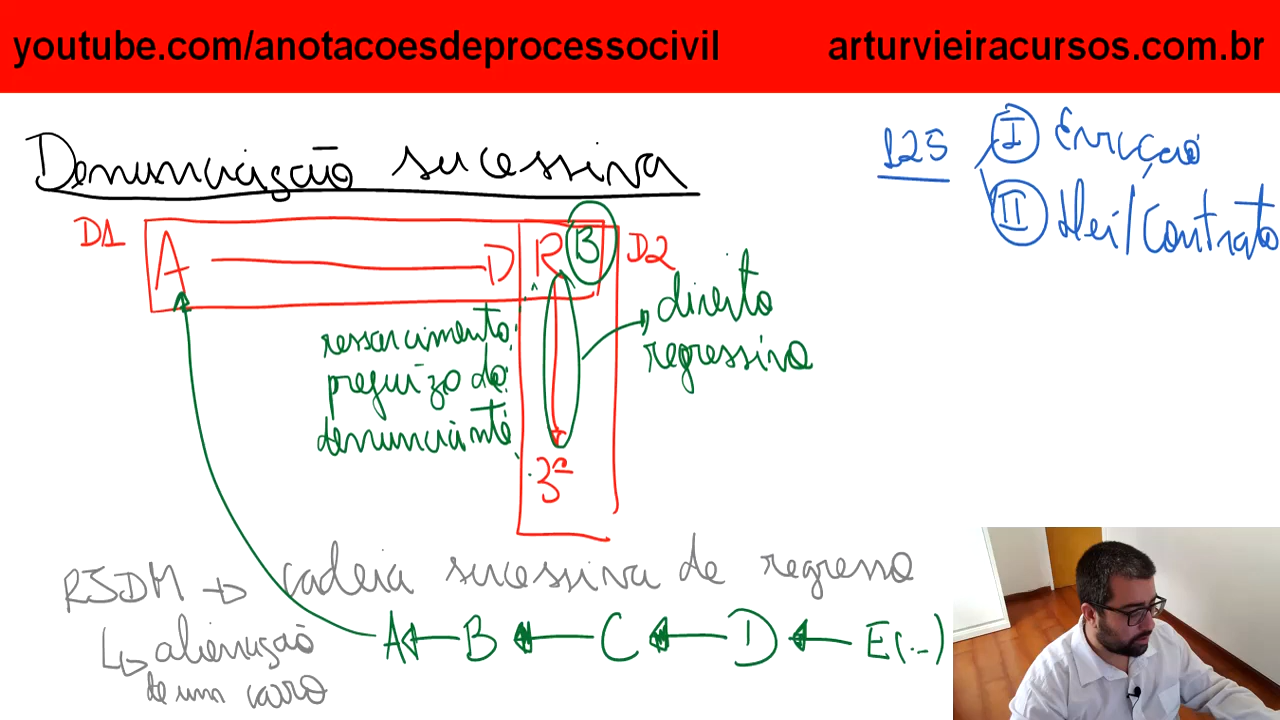 youtube.com/anotacoesdeprocessocivil
arturvieiracursos.com.br
Denunciação sucessiva
125
I Evicção
II Lei/Contrato
D1
A D R B
D2
direito
regressivo
ressarcimento
prejuízo do
denunciante
3º
cadeia sucessiva de regresso
A B C D E(...)
alienação
de um carro